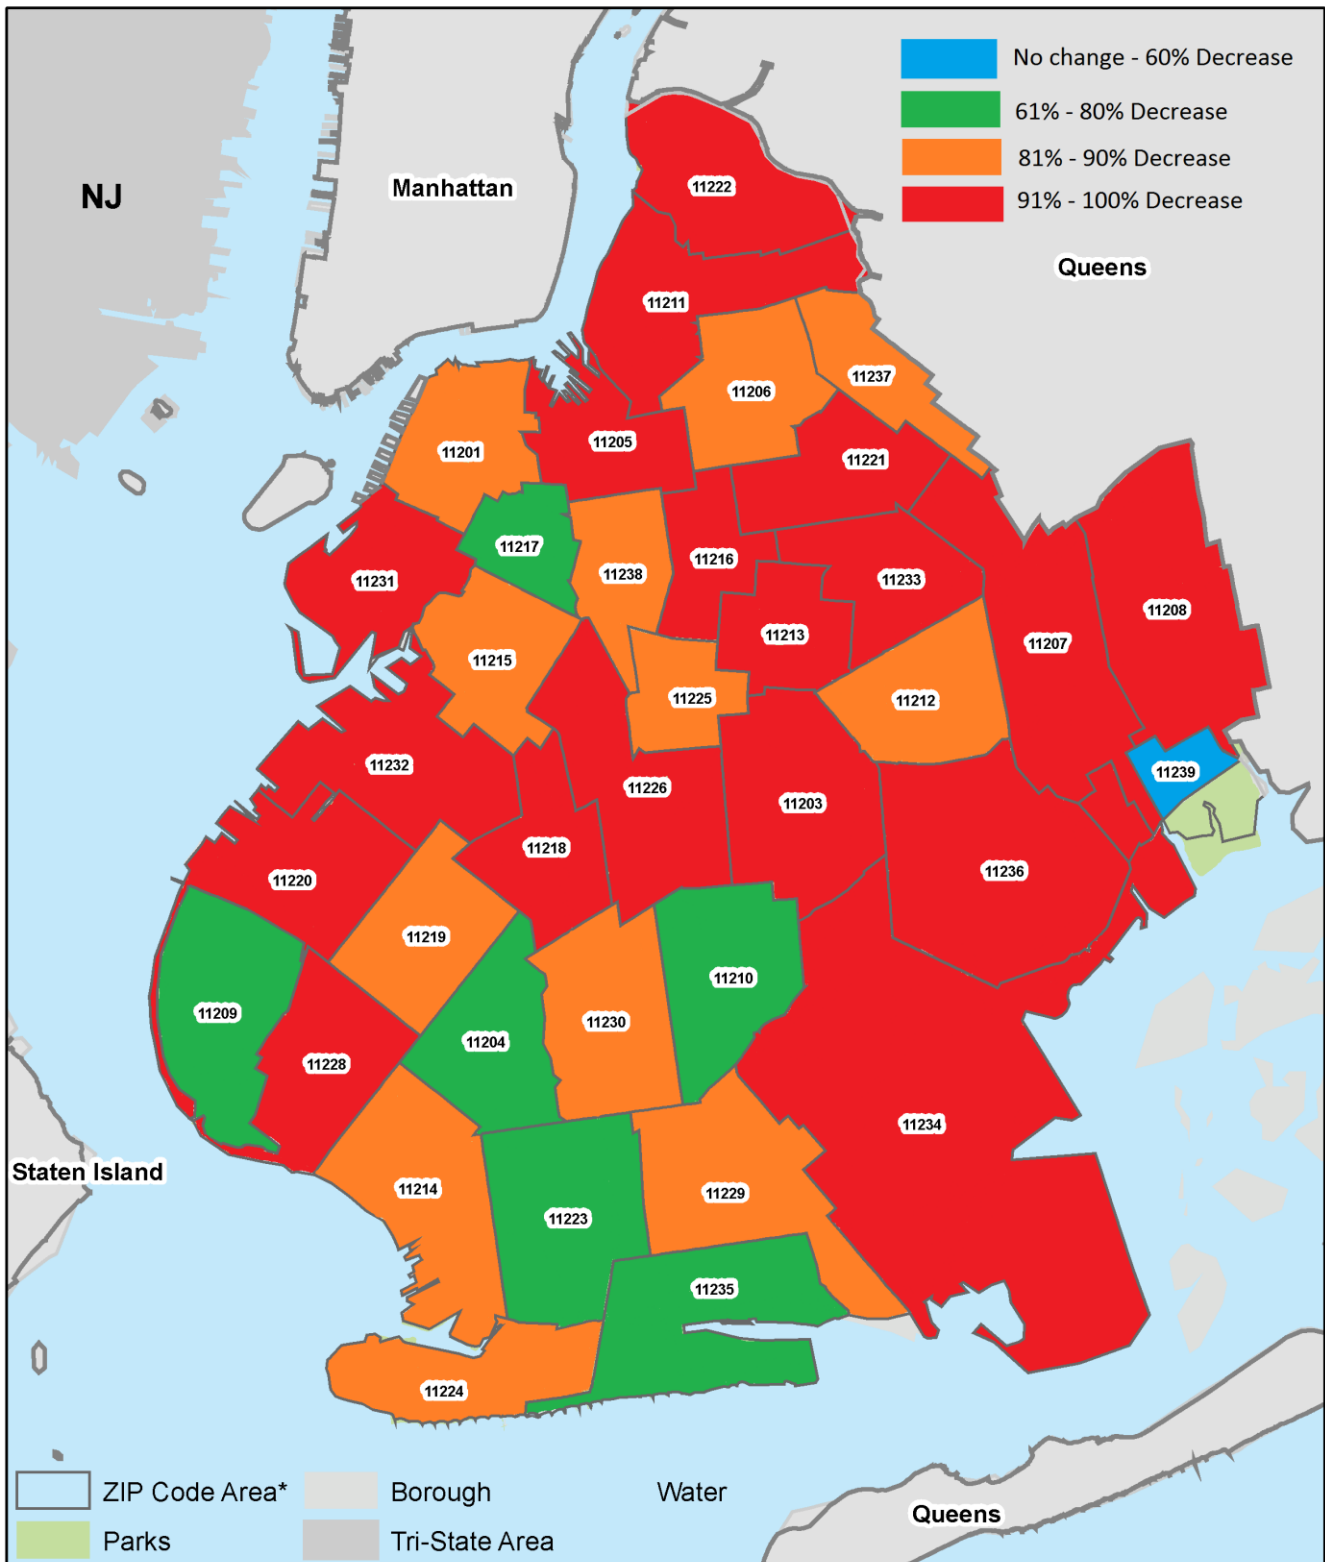 No change - 60% Decrease
61% - 80% Decrease
81% - 90% Decrease
91% - 100% Decrease
NJ
Manhattan
Queens
11222
11211
11237
11206
11205
11201
11221
11217
11216
11238
11231
11233
11208
11213
11207
11215
11225
11212
11232
11239
11226
11203
11218
11236
11220
11219
11210
11209
11230
11204
11228
11234
Staten Island
11214
11229
11223
11235
11224
ZIP Code Area*
Borough
Water
Parks
Tri-State Area
Queens